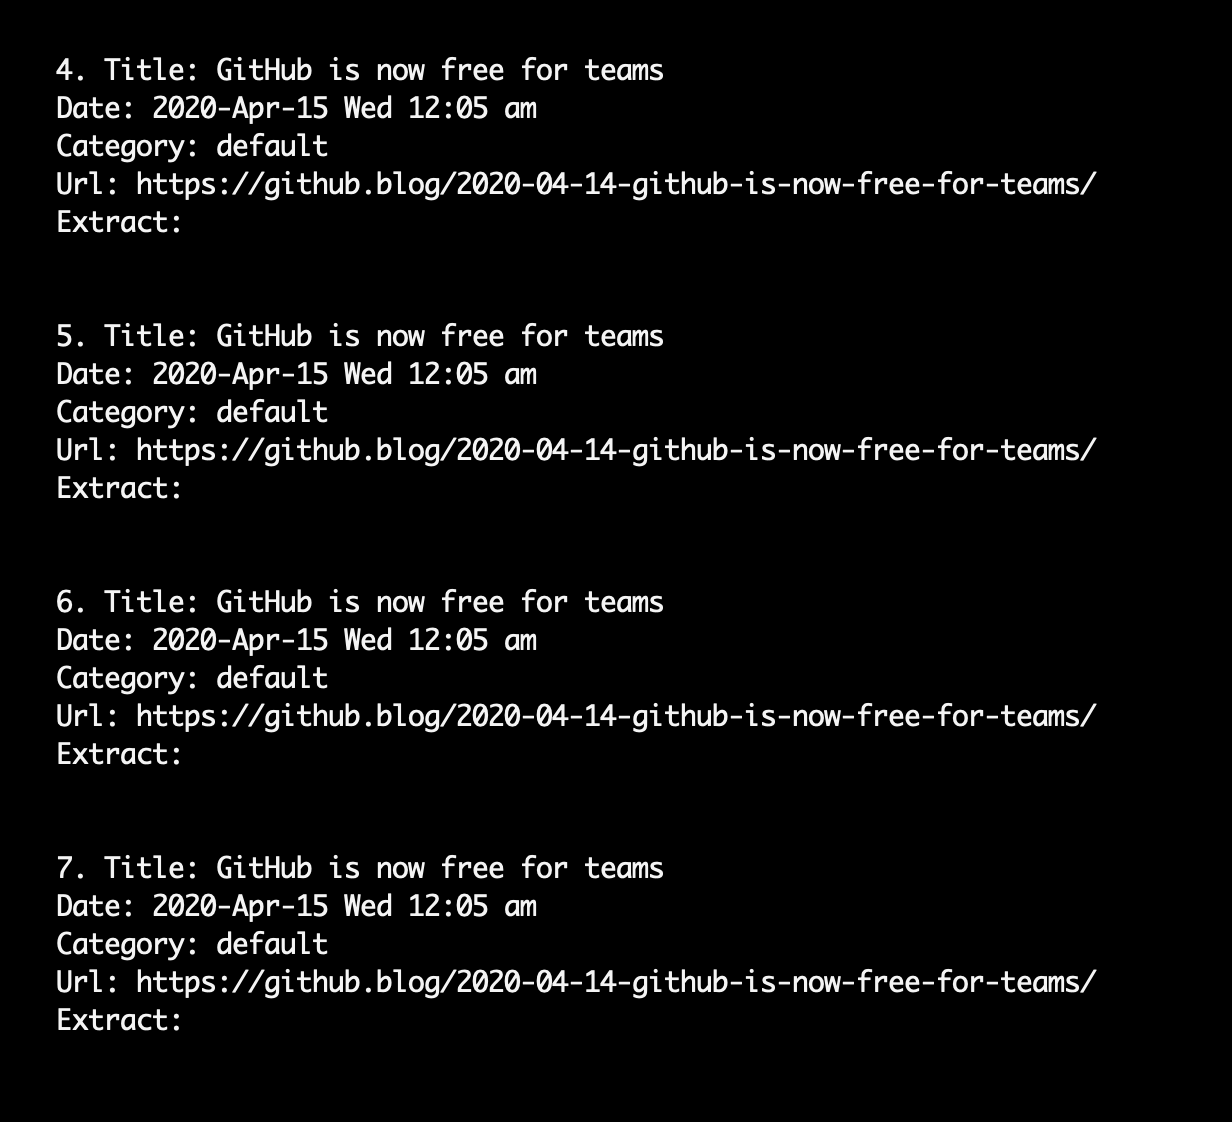 4. Title: GitHub is now free for teams
Date: 2020-Apr-15 Wed 12:05 am
Category: default
Url: https://github.blog/2020-04-14-github-is-now-free-for-teams/
Extract:
5. Title: GitHub is now free for teams
Date: 2020-Apr-15 Wed 12:05 am
Category: default
Url: https://github.blog/2020-04-14-github-is-now-free-for-teams/
Extract:
6. Title: GitHub is now free for teams
Date: 2020-Apr-15 Wed 12:05 am
Category: default
Url: https://github.blog/2020-04-14-github-is-now-free-for-teams/
Extract:
7. Title: GitHub is now free for teams
Date: 2020-Apr-15 Wed 12:05 am
Category: default
Url: https://github.blog/2020-04-14-github-is-now-free-for-teams/
Extract: